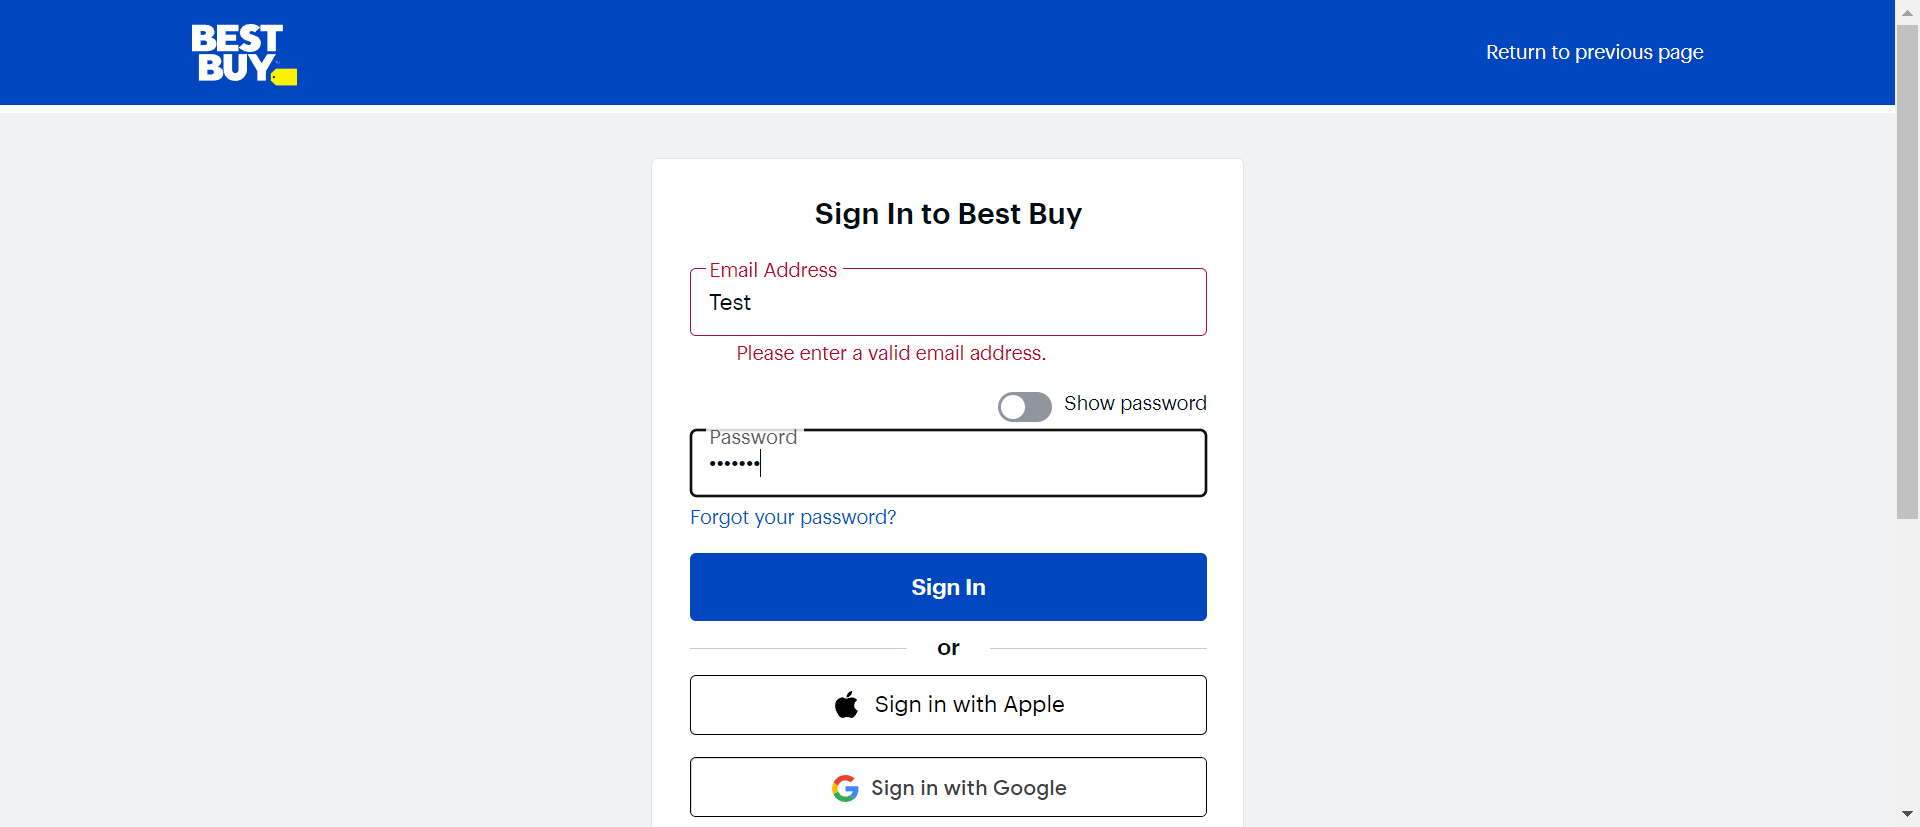 BEST
BUY
Return to previous page
Sign In to Best Buy
Email Address
Test
Please enter a valid email address.
Show password
Password
•••••••
Forgot your password?
Sign In
or
Sign in with Apple
Sign in with Google